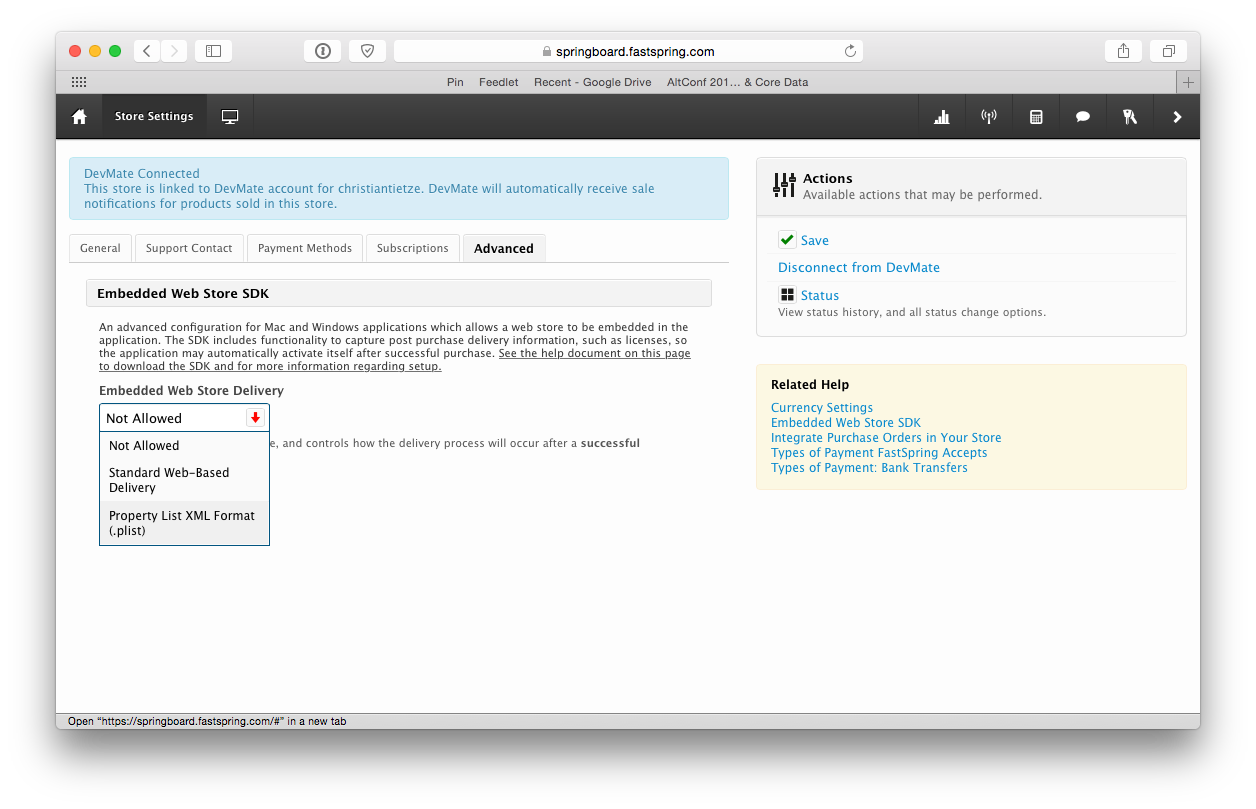 springboard.fastspring.com
Pin Feedlet Recent - Google Drive AltConf 201... & Core Data
Store Settings
DevMate Connected
This store is linked to DevMate account for christiantietze. DevMate will automatically receive sale
notifications for products sold in this store.
General Support Contact Payment Methods Subscriptions Advanced
Embedded Web Store SDK
An advanced configuration for Mac and Windows applications which allows a web store to be embedded in the
application. The SDK includes functionality to capture post purchase delivery information, such as licenses, so
the application may automatically activate itself after successful purchase. See the help document on this page
to download the SDK and for more information regarding setup.
Embedded Web Store Delivery
Not Allowed
e, and controls how the delivery process will occur after a successful
Not Allowed
Standard Web-Based
Delivery
Property List XML Format
(.plist)
Actions
Available actions that may be performed.
Save
Disconnect from DevMate
Status
View status history, and all status change options.
Related Help
Currency Settings
Embedded Web Store SDK
Integrate Purchase Orders in Your Store
Types of Payment FastSpring Accepts
Types of Payment: Bank Transfers
Open “https://springboard.fastspring.com/#” in a new tab